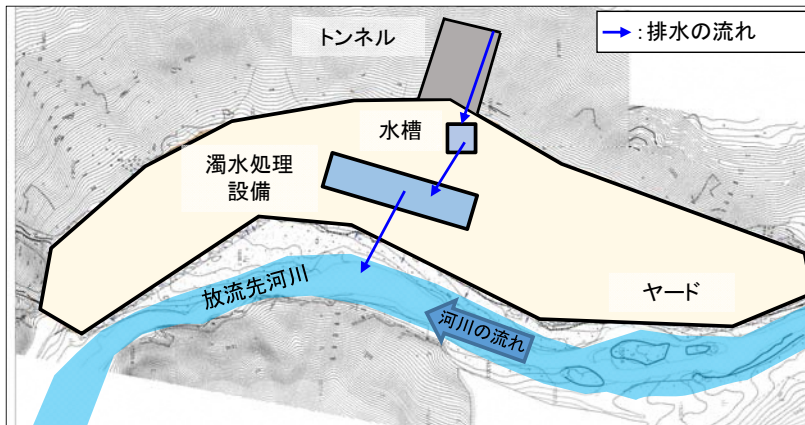 トンネル
:排水の流れ
水槽
濁水処理
設備
放流先河川
河川の流れ
ヤード